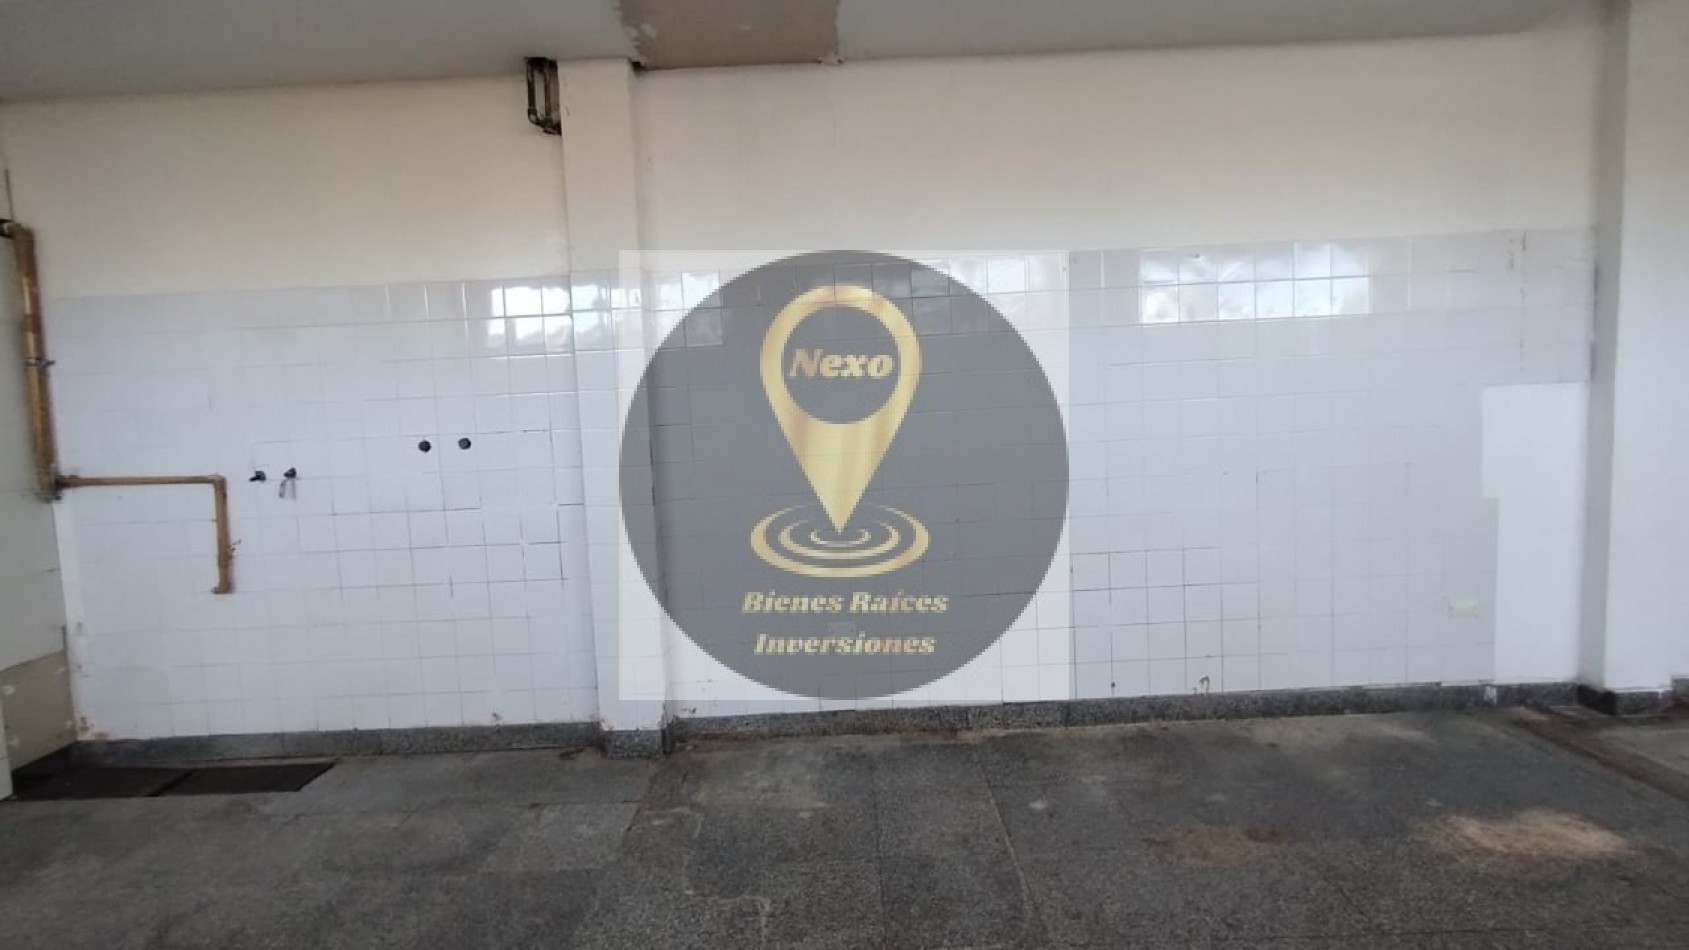 Nexo
Bienes Raíces
Inversiones